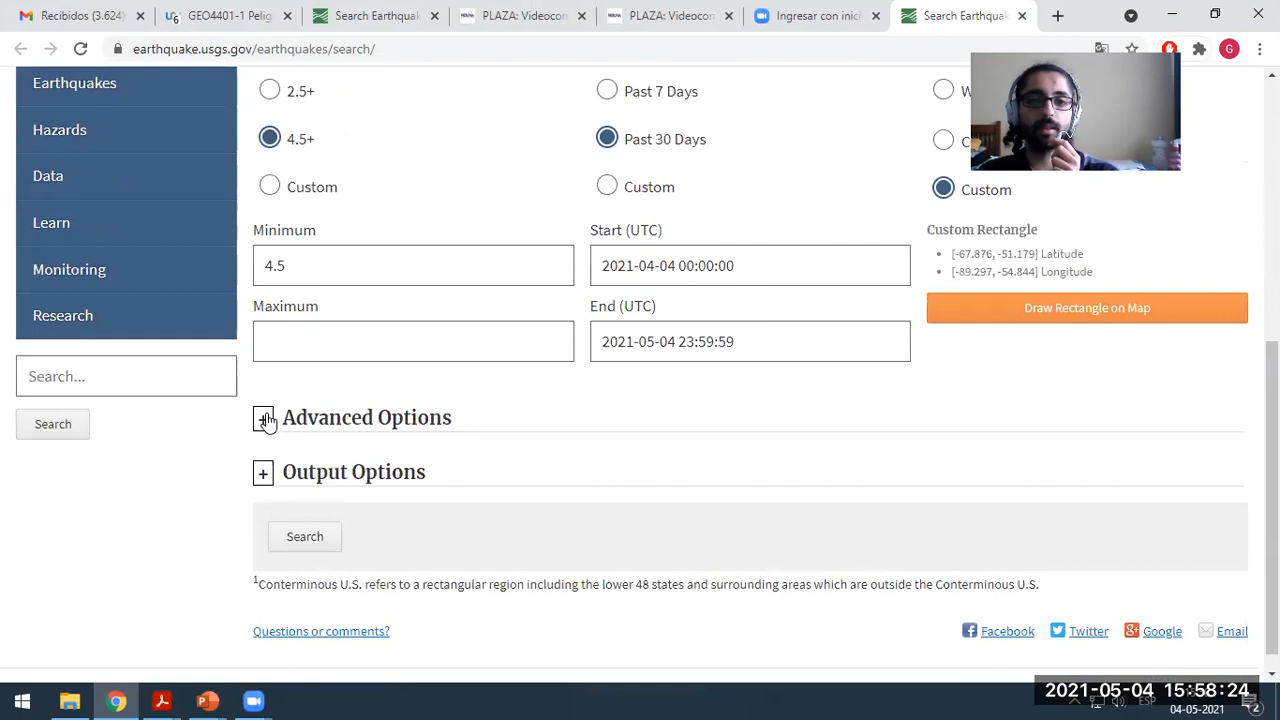 Recibidos (3.624)
GEO4401-1 Pelig
Search Earthquak
PLAZA: Videocon
PLAZA: Videocon
Ingresar con inici
Search Earthquak
earthquake.usgs.gov/earthquakes/search/
G
Earthquakes
Hazards
Data
Learn
Monitoring
Research
Search...
Search
2.5+
4.5+
Custom
Past 7 Days
Past 30 Days
Custom
W
Custom
Minimum
4.5
Maximum
Start (UTC)
2021-04-04 00:00:00
End (UTC)
2021-05-04 23:59:59
Custom Rectangle
[-67.876, -51.179] Latitude
[-89.297, -54.844] Longitude
Draw Rectangle on Map
+ Advanced Options
+ Output Options
Search
1Conterminous U.S. refers to a rectangular region including the lower 48 states and surrounding areas which are outside the Conterminous U.S.
Questions or comments?
Facebook
Twitter
Google
Email
2021-05-04 15:58:24
ESP
04-05-2021
2